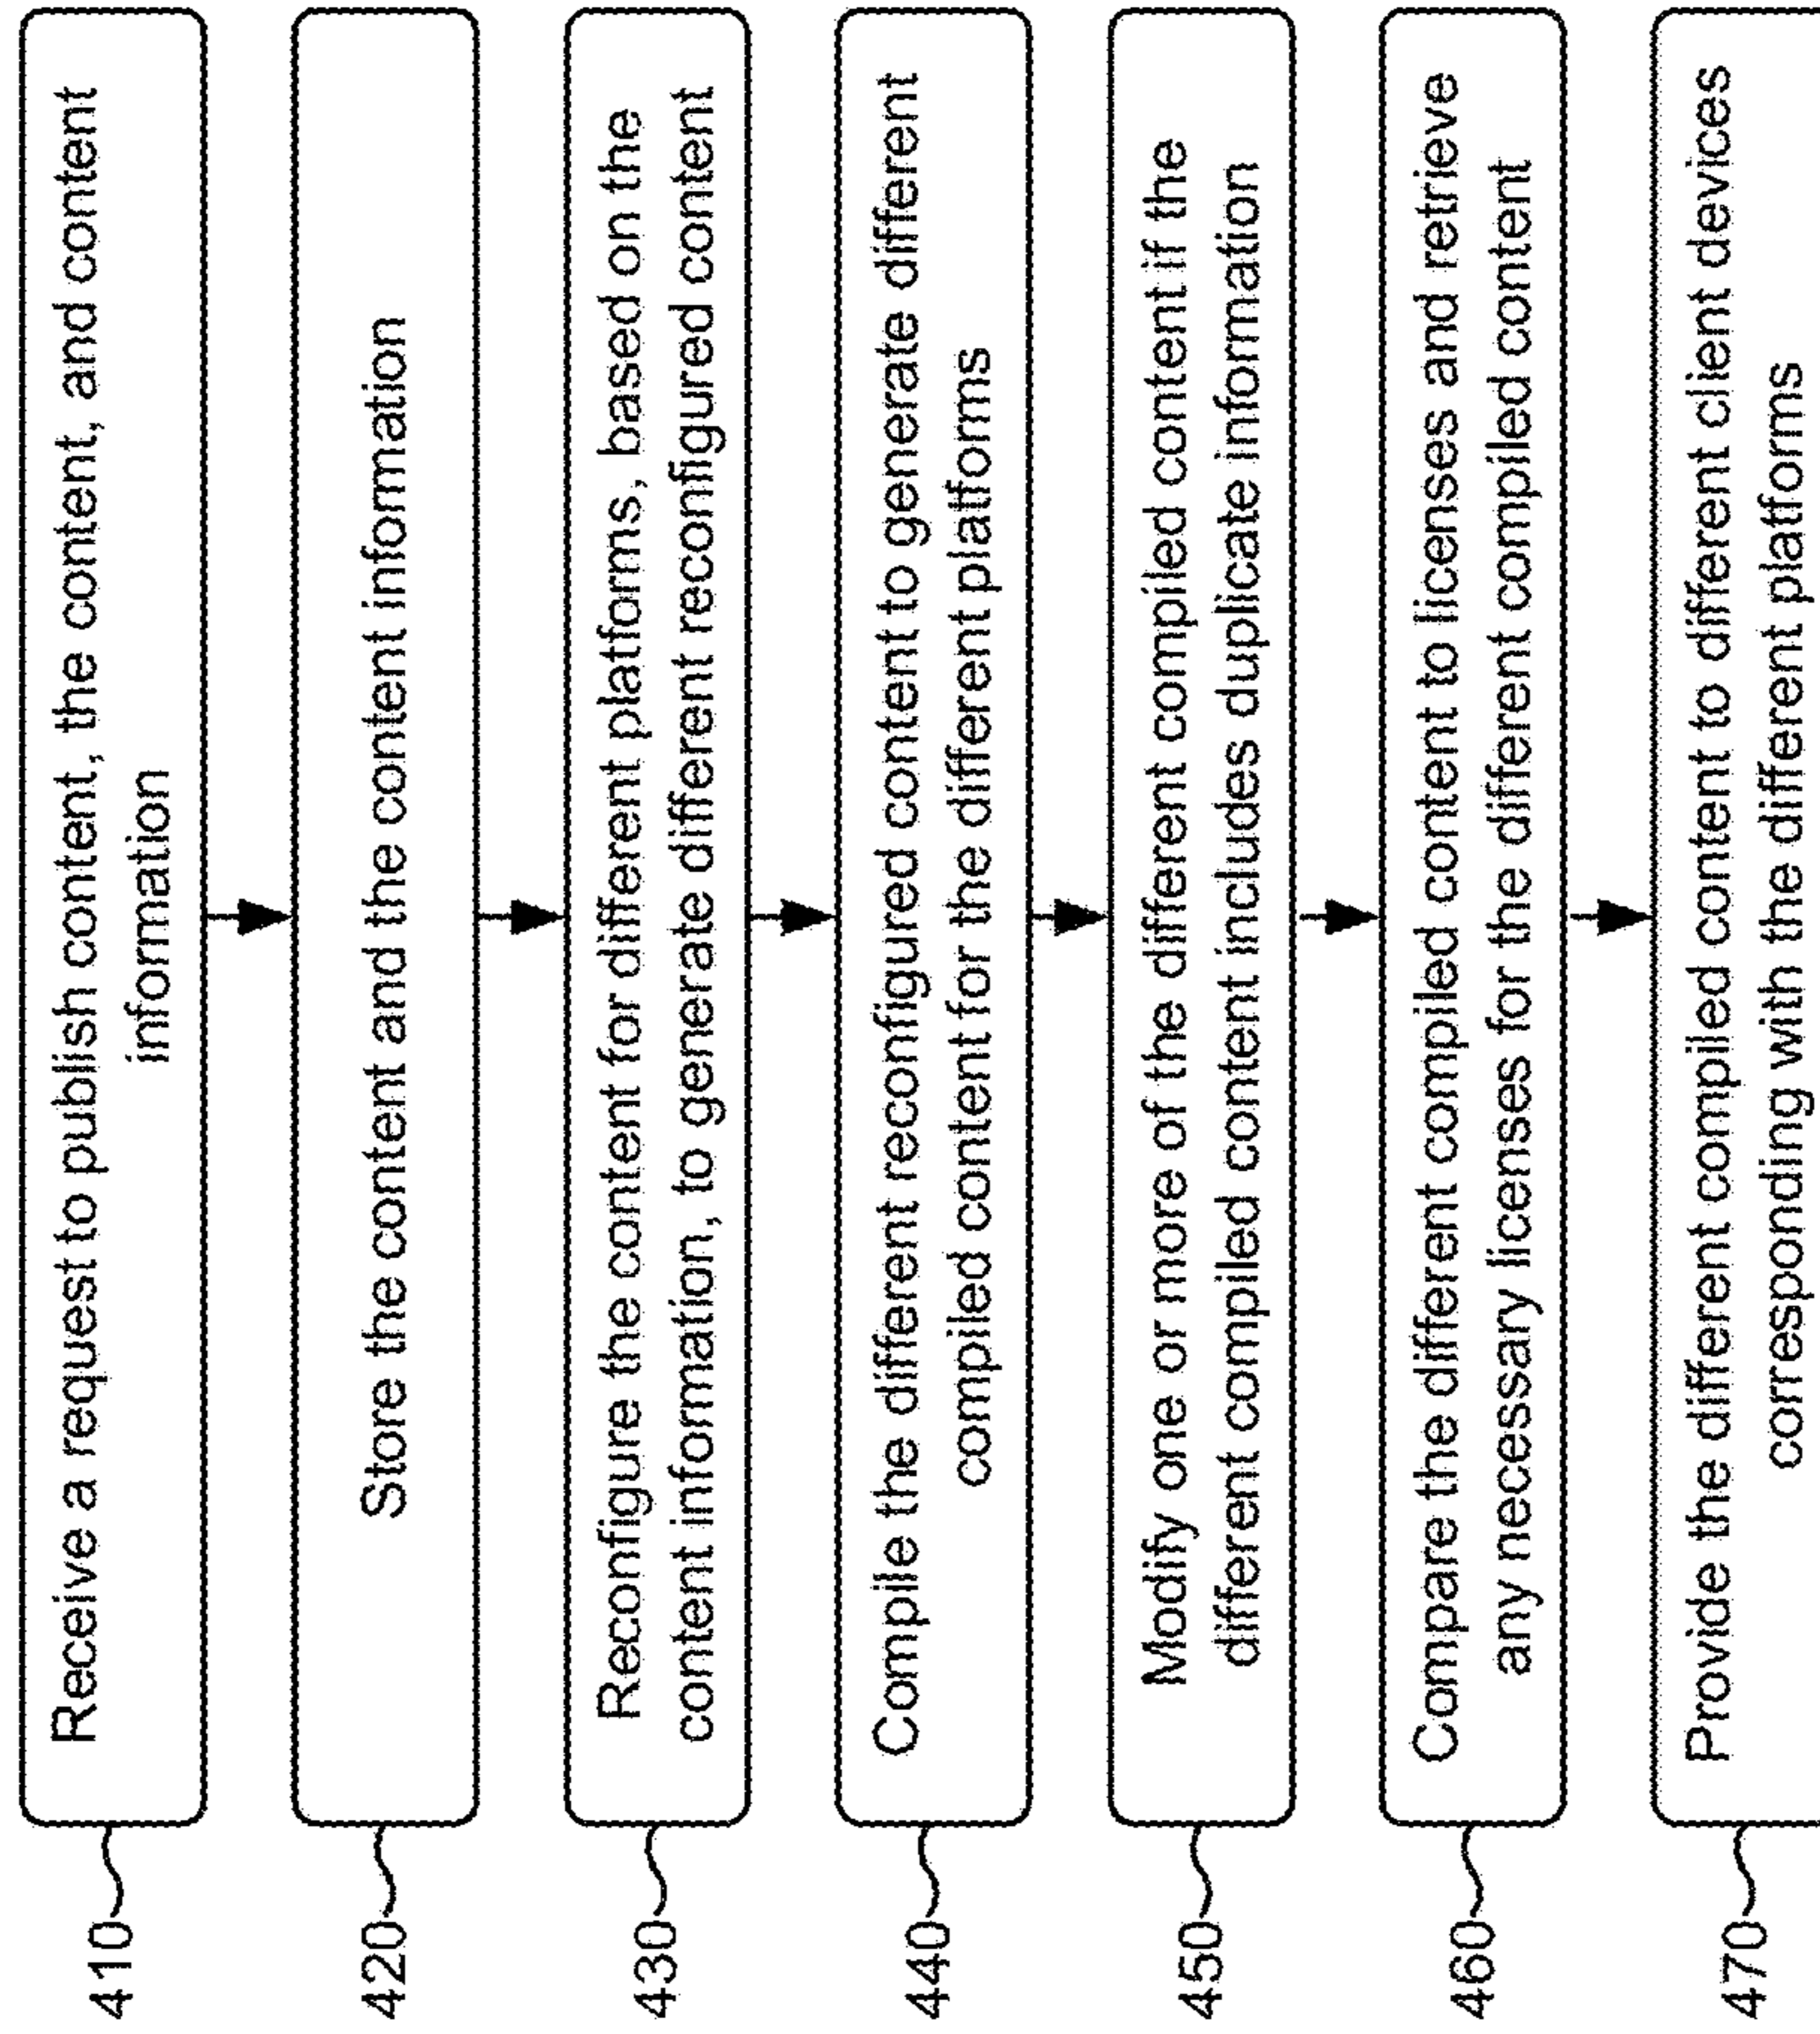 410
Receive a request to publish content, the content, and content
information
420
Store the content and the content information
430
Reconfigure the content for different platforms, based on the
content information, to generate different reconfigured content
440
Compile the different reconfigured content to generate different
compiled content for the different platforms
450
Modify one or more of the different compiled content if the
different compiled content includes duplicate information
460
Compare the different compiled content to licenses and retrieve
any necessary licenses for the different compiled content
470
Provide the different compiled content to different client devices
corresponding with the different platforms